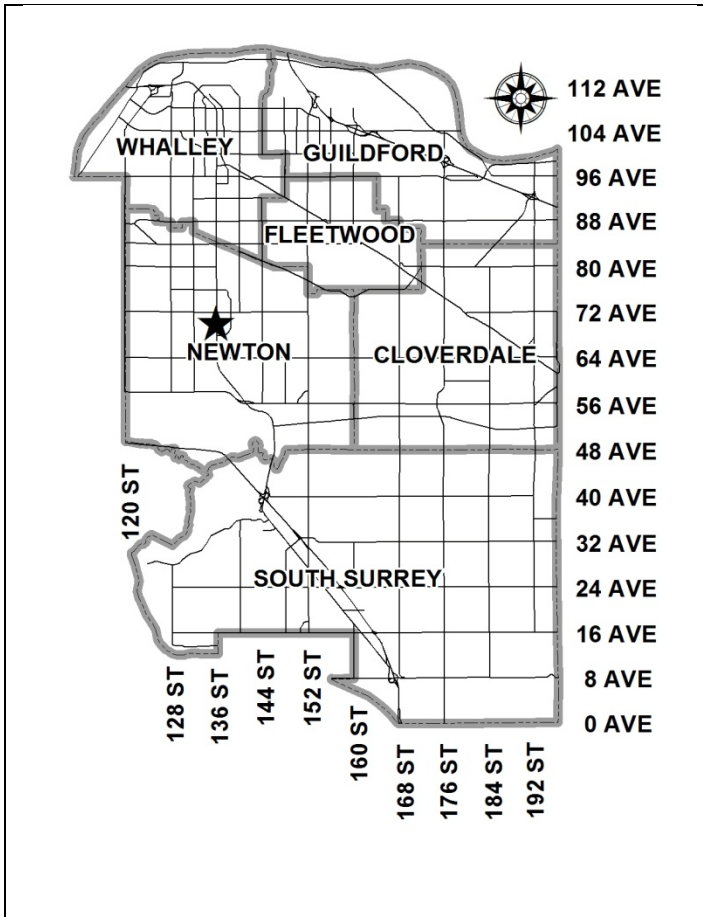 112 AVE
104 AVE
WHALLEY
GUILDFORD
96 AVE
88 AVE
FLEETWOOD
80 AVE
72 AVE
NEWTON
CLOVERDALE
64 AVE
56 AVE
48 AVE
120 ST
40 AVE
32 AVE
SOUTH SURREY
24 AVE
16 AVE
128 ST
136 ST
144 ST
152 ST
160 ST
8 AVE
0 AVE
168 ST
176 ST
184 ST
192 ST